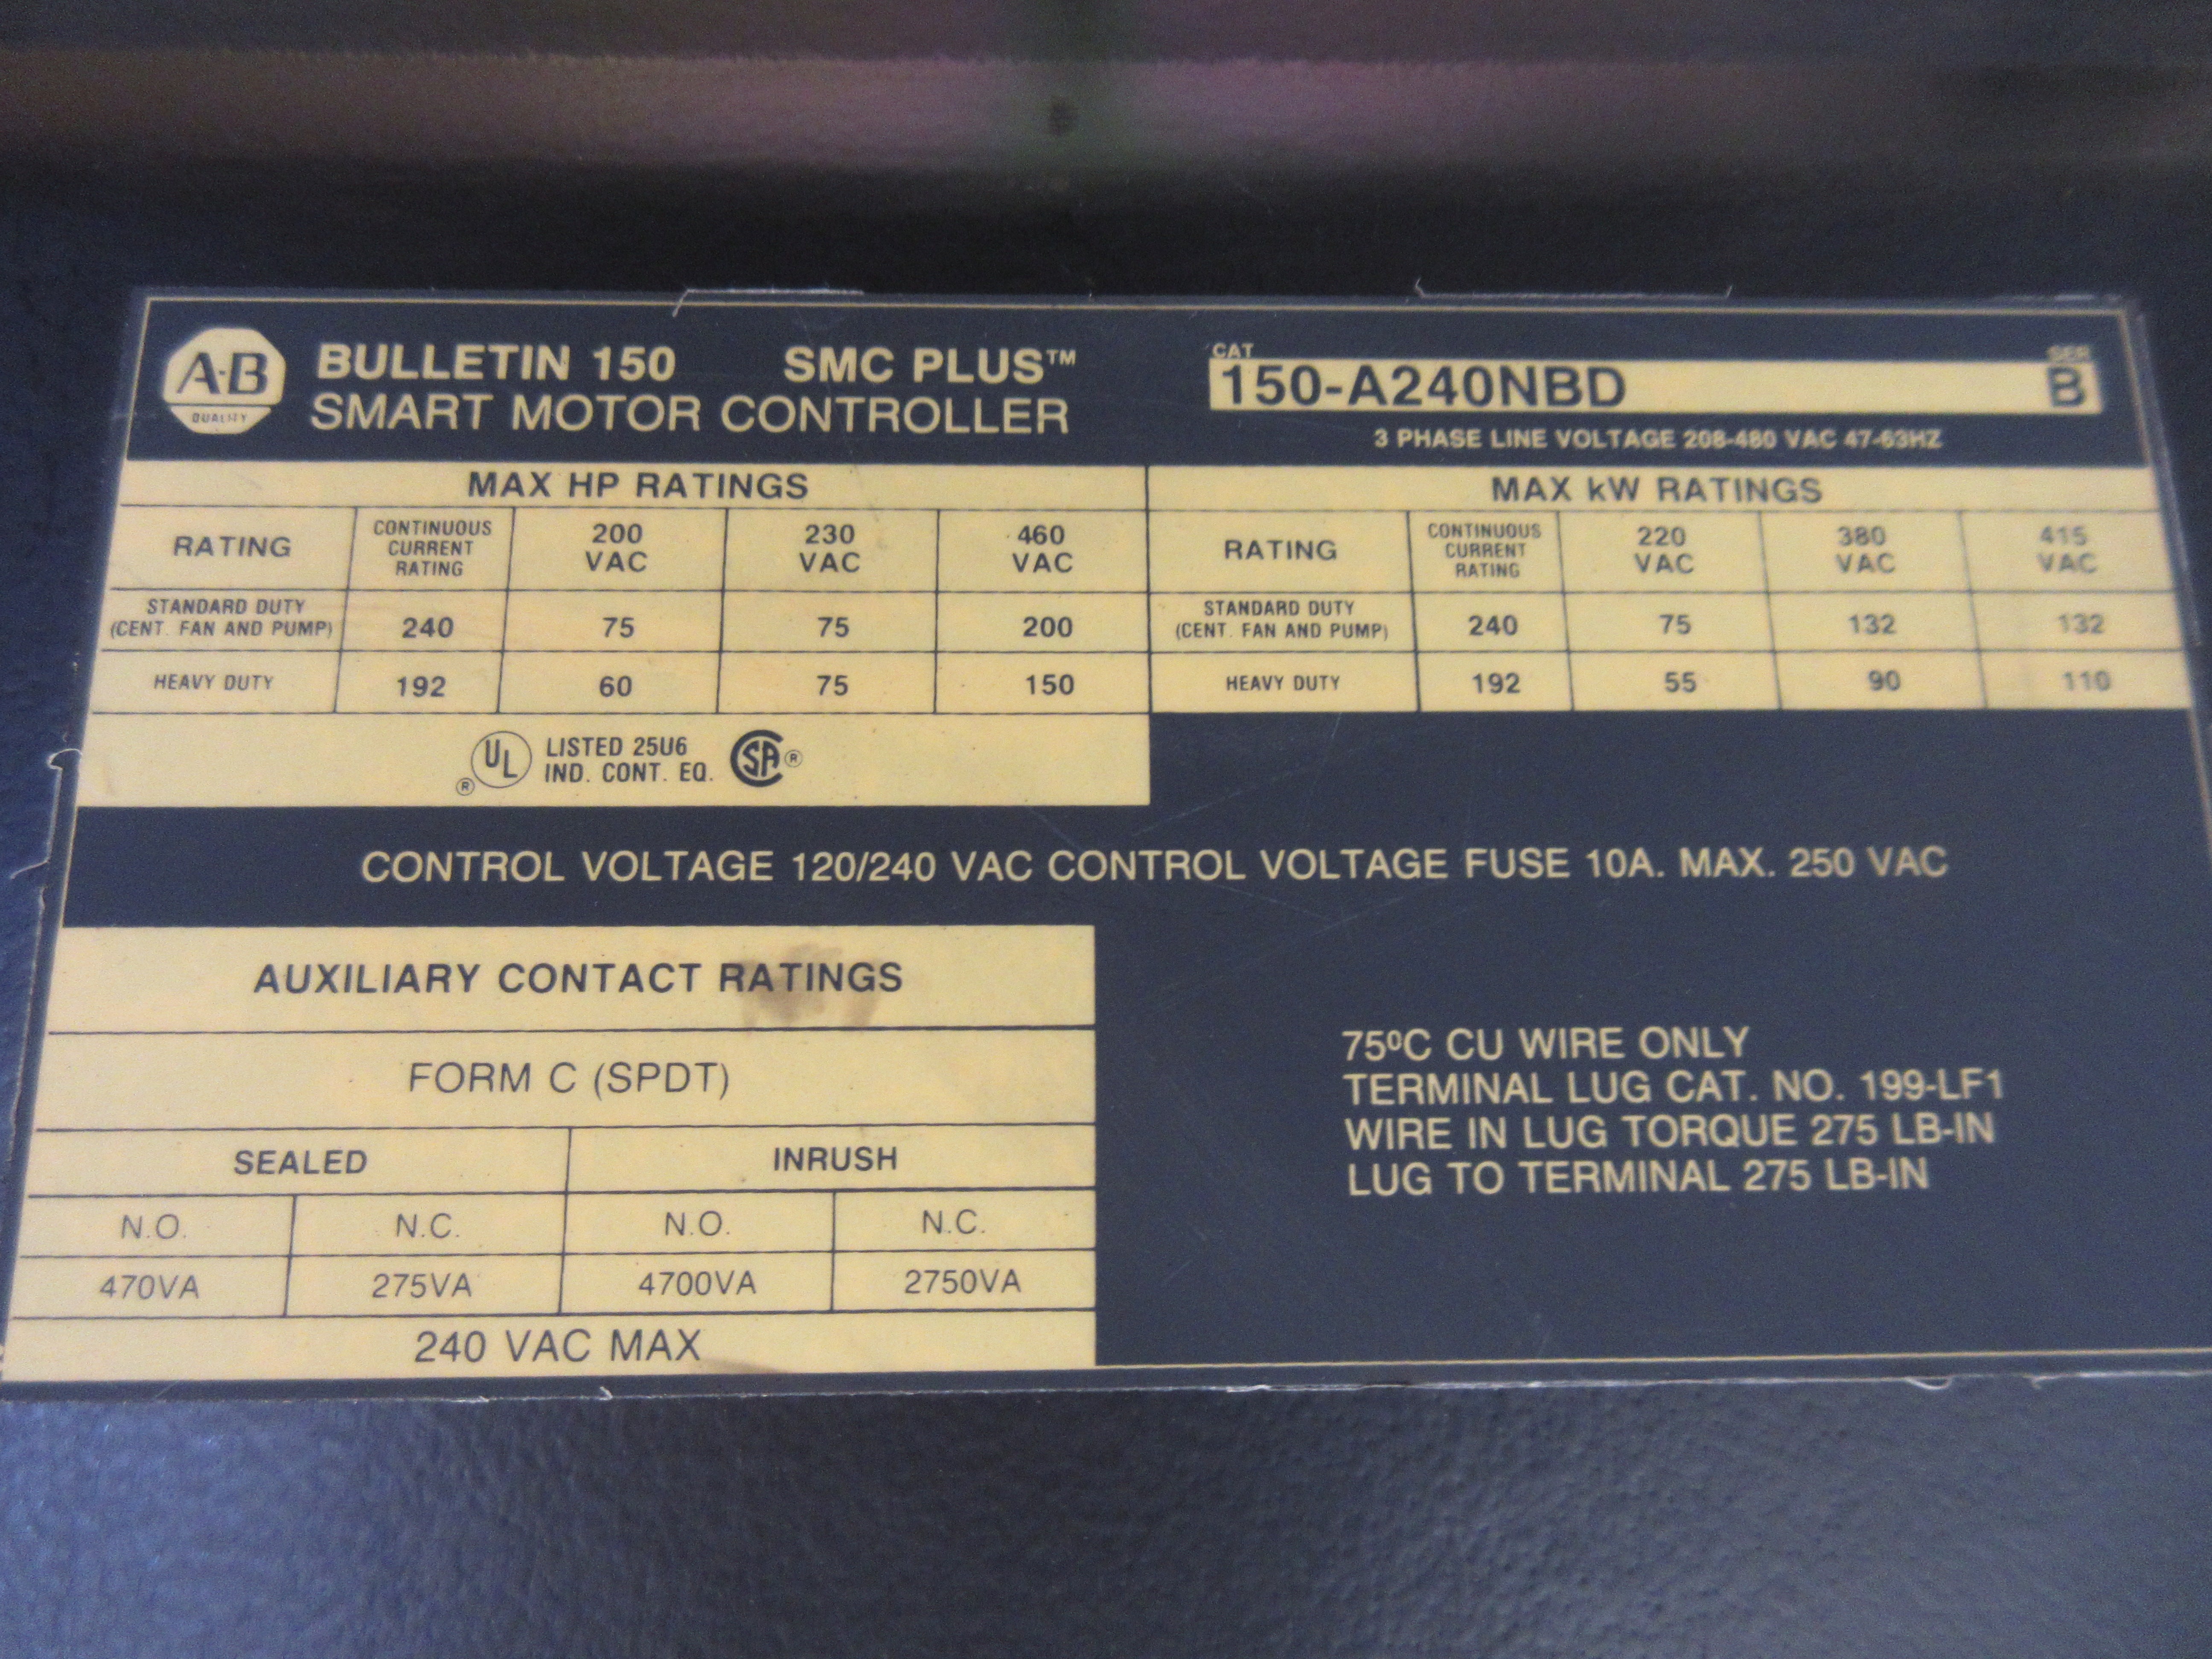 A-B
QUALITY
BULLETIN 150 SMC PLUS™
SMART MOTOR CONTROLLER
CAT
SER
150-A240NBD
B
3 PHASE LINE VOLTAGE 208-480 VAC 47-63HZ
MAX HP RATINGS
RATING
CONTINUOUS
CURRENT
RATING
200
VAC
230
VAC
460
VAC
STANDARD DUTY
(CENT. FAN AND PUMP)
240
75
75
200
HEAVY DUTY
192
60
75
150
MAX kW RATINGS
RATING
CONTINUOUS
CURRENT
RATING
220
VAC
380
VAC
415
VAC
STANDARD DUTY
(CENT. FAN AND PUMP)
240
75
132
132
HEAVY DUTY
192
55
90
110
® UL
LISTED 25U6
IND. CONT. EQ.
SA ®
CONTROL VOLTAGE 120/240 VAC CONTROL VOLTAGE FUSE 10A. MAX. 250 VAC
AUXILIARY CONTACT RATINGS
FORM C (SPDT)
SEALED
INRUSH
N.O.
N.C.
N.O.
N.C.
470VA
275VA
4700VA
2750VA
240 VAC MAX
75ºC CU WIRE ONLY
TERMINAL LUG CAT. NO. 199-LF1
WIRE IN LUG TORQUE 275 LB-IN
LUG TO TERMINAL 275 LB-IN